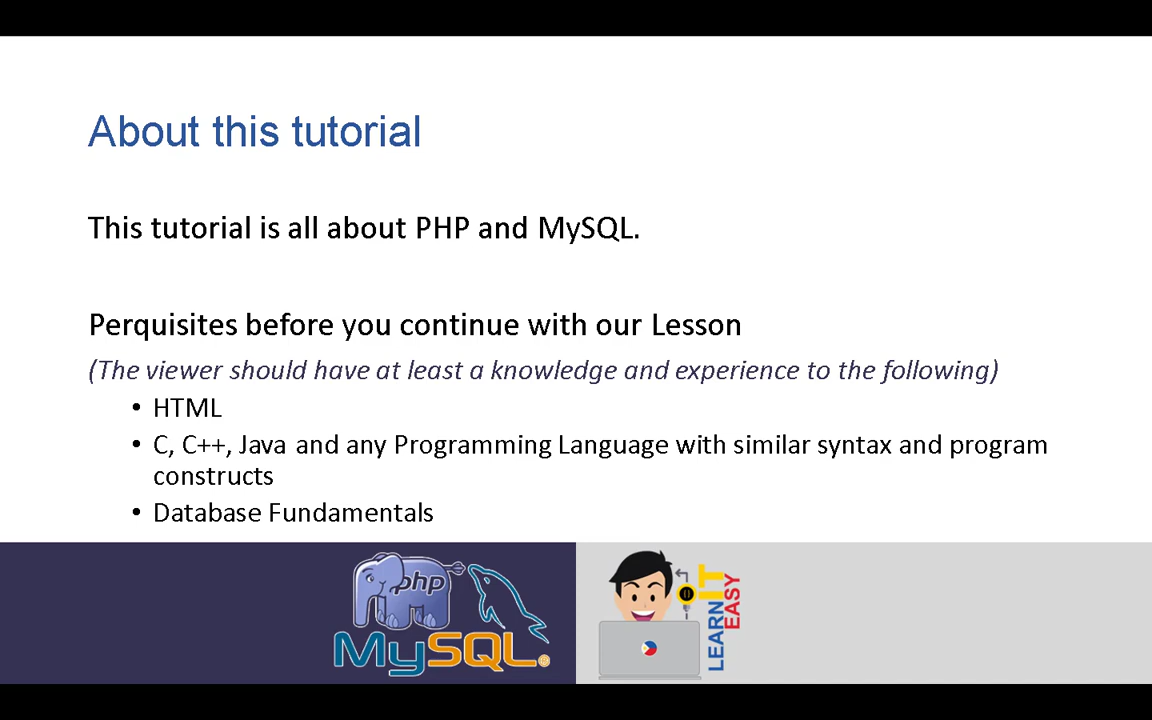 About this tutorial
This tutorial is all about PHP and MySQL.
Perquisites before you continue with our Lesson
(The viewer should have at least a knowledge and experience to the following)
• HTML
• C, C++, Java and any Programming Language with similar syntax and program
constructs
• Database Fundamentals
php
MySQL
LEARN IT
EASY